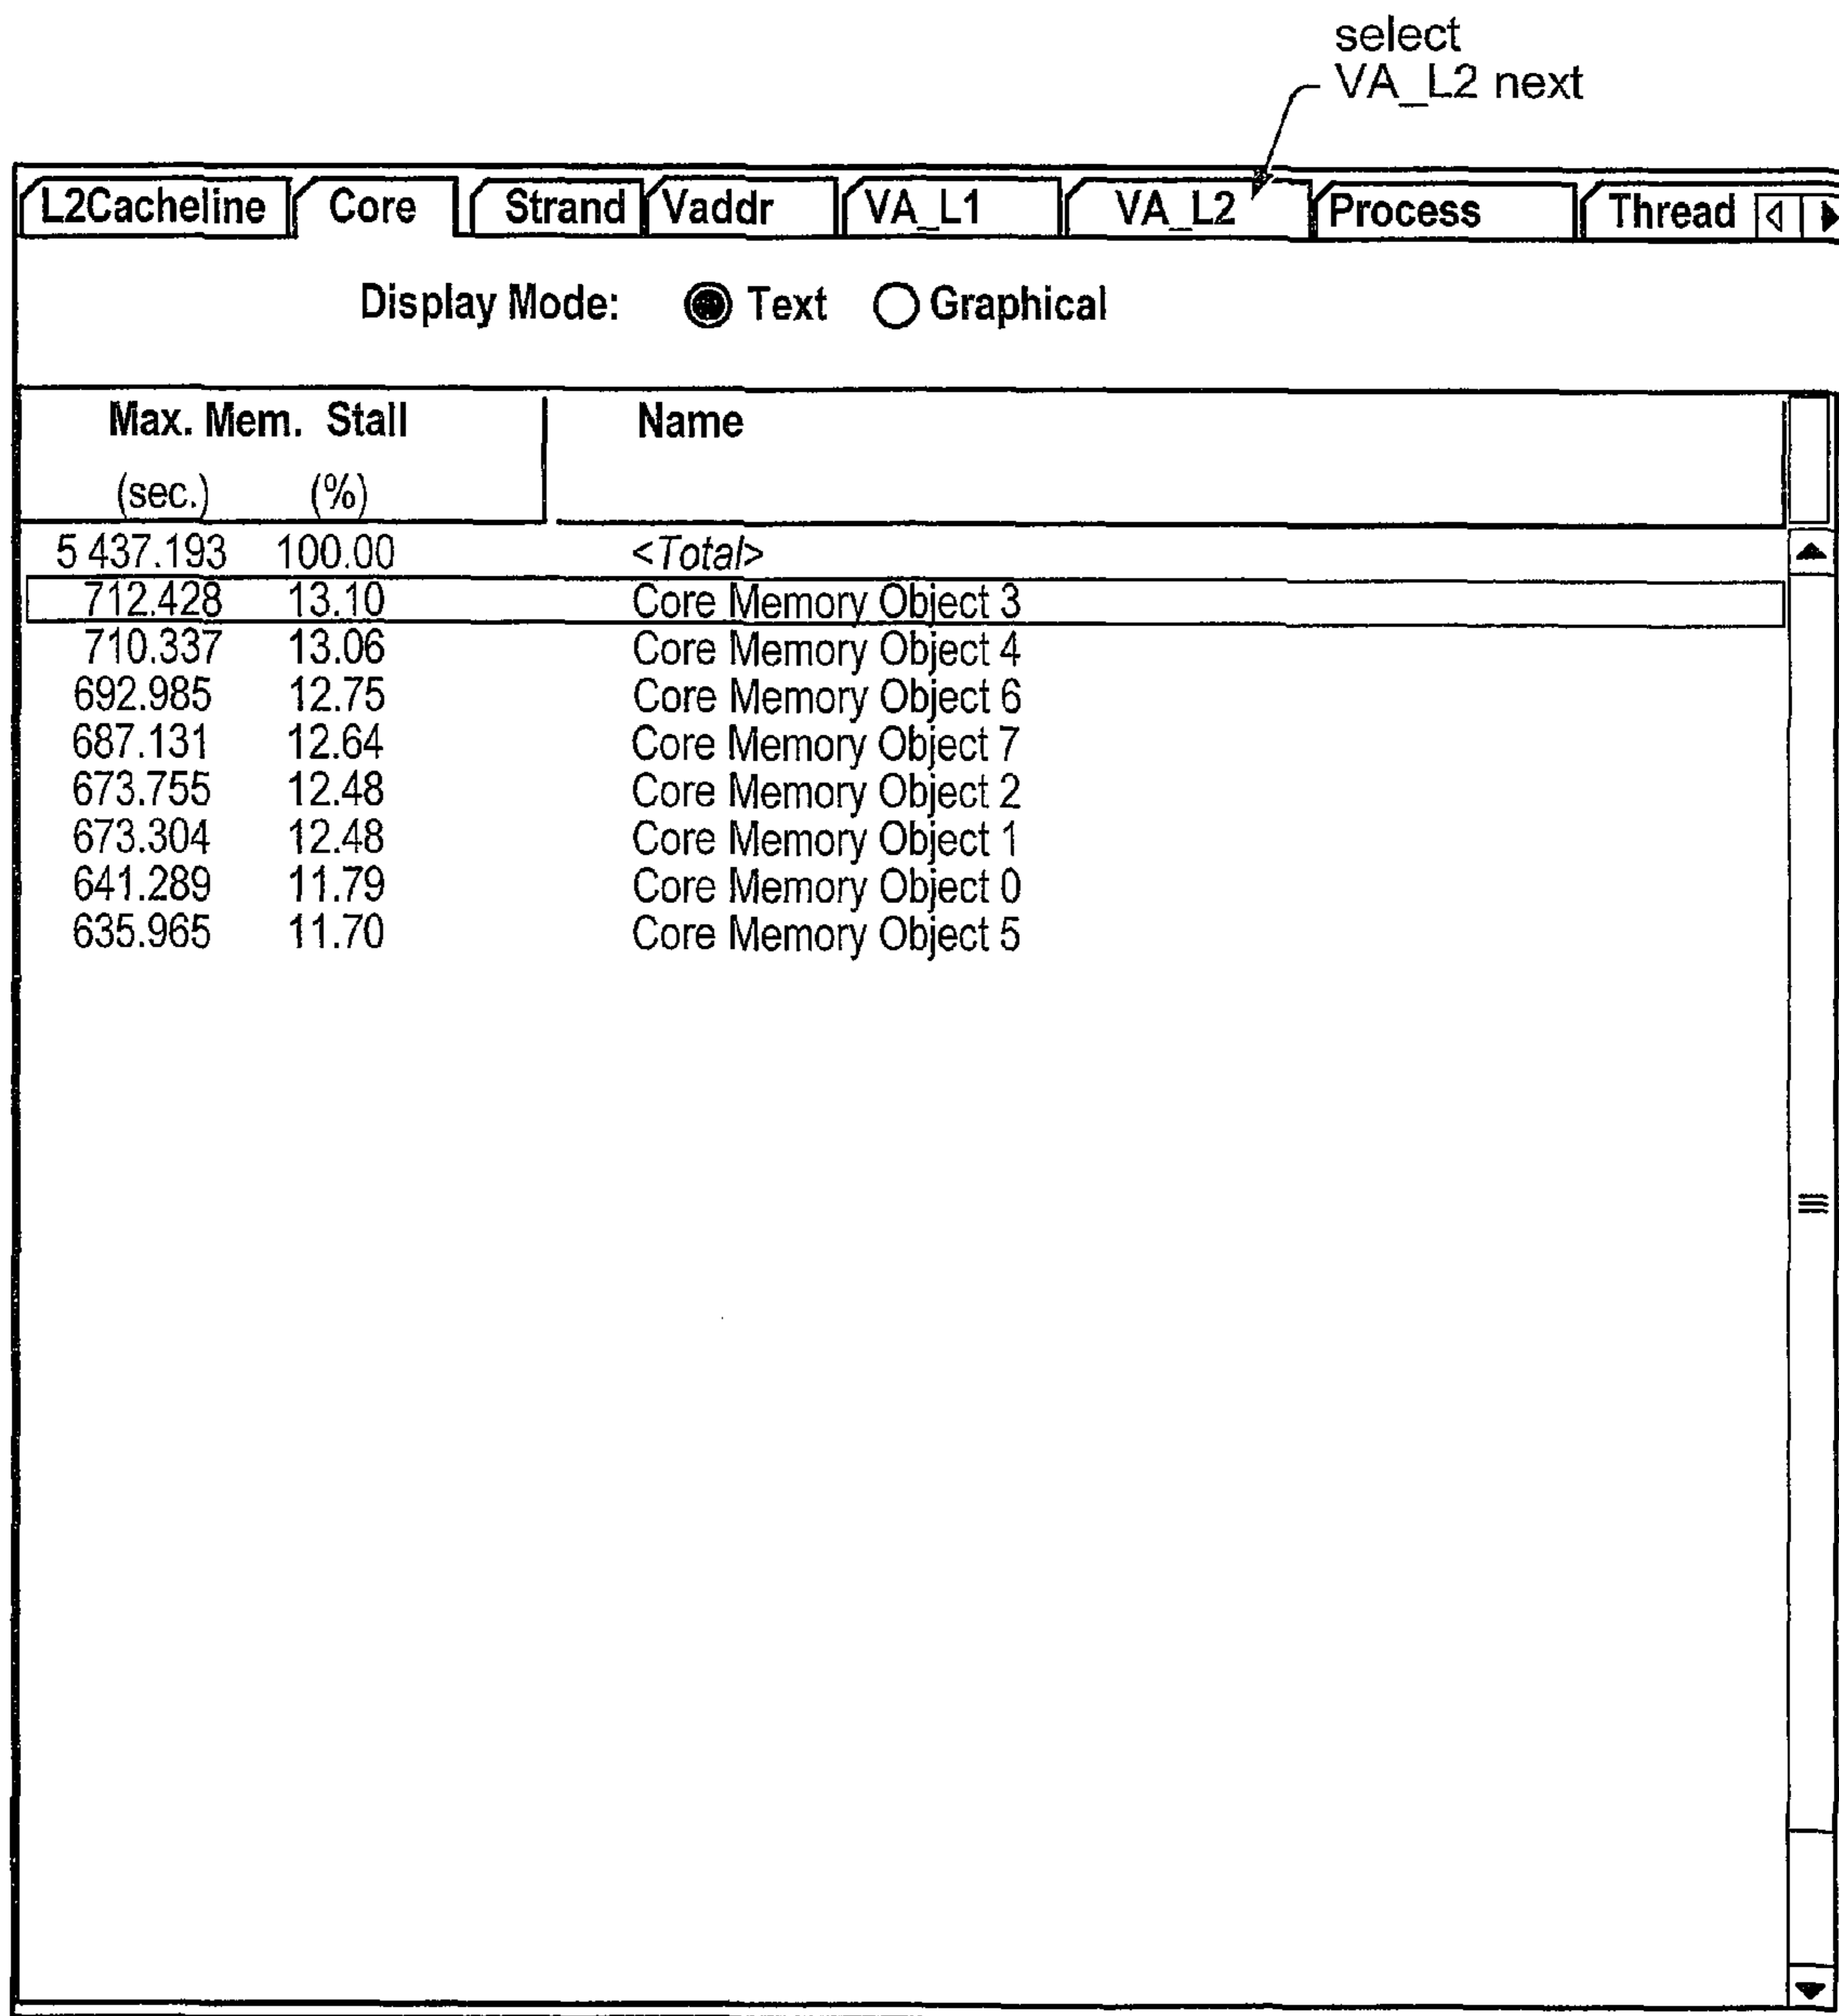 select
VA_L2 next
L2Cacheline Core Strand Vaddr VA_L1 VA_L2 Process Thread
Display Mode: Text Graphical
Max. Mem. Stall Name
(sec.) (%)
5 437.193 100.00 <Total>
712.428 13.10 Core Memory Object 3
710.337 13.06 Core Memory Object 4
692.985 12.75 Core Memory Object 6
687.131 12.64 Core Memory Object 7
673.755 12.48 Core Memory Object 2
673.304 12.48 Core Memory Object 1
641.289 11.79 Core Memory Object 0
635.965 11.70 Core Memory Object 5